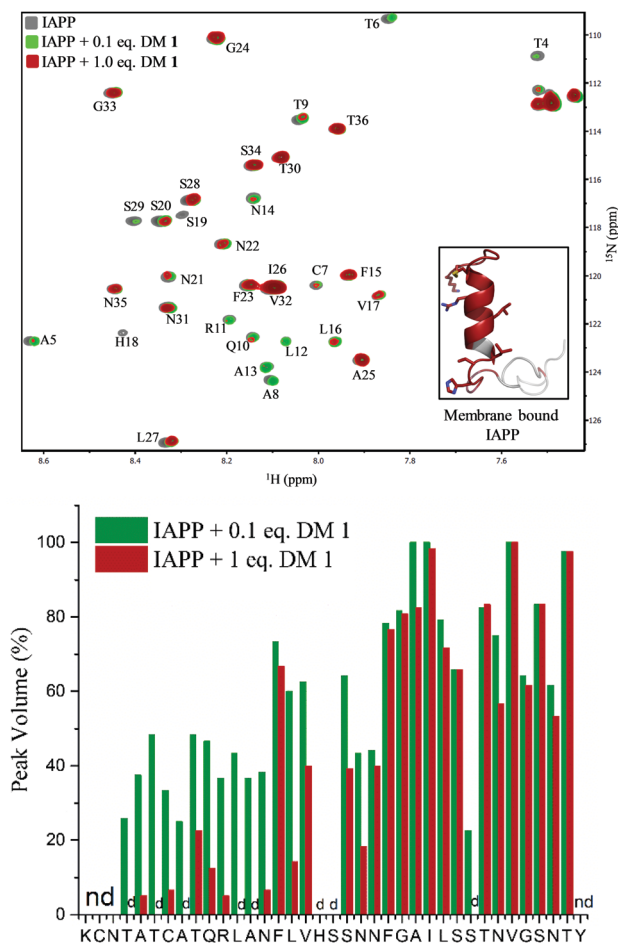 IAPP
IAPP + 0.1 eq. DM 1
IAPP + 1.0 eq. DM 1
T6
T4
G24
G33
T9
T36
S34
T30
S28
S29
S20
S19
N14
N22
N21
I26
C7
F15
N35
F23
V32
V17
N31
R11
H18
Q10
L16
A5
L12
A13
A25
A8
L27
110
112
114
116
118
120
122
124
126
¹⁵N (ppm)
8.6
8.4
8.2
8.0
7.8
7.6
¹H (ppm)
Membrane bound
IAPP
IAPP + 0.1 eq. DM 1
IAPP + 1 eq. DM 1
Peak Volume (%)
100
80
60
40
20
0
nd
d
d
d
d
d
d
d
d
nd
KCNTATCATQRLANFLVHSSNNFGAILSSTNVGSNTY